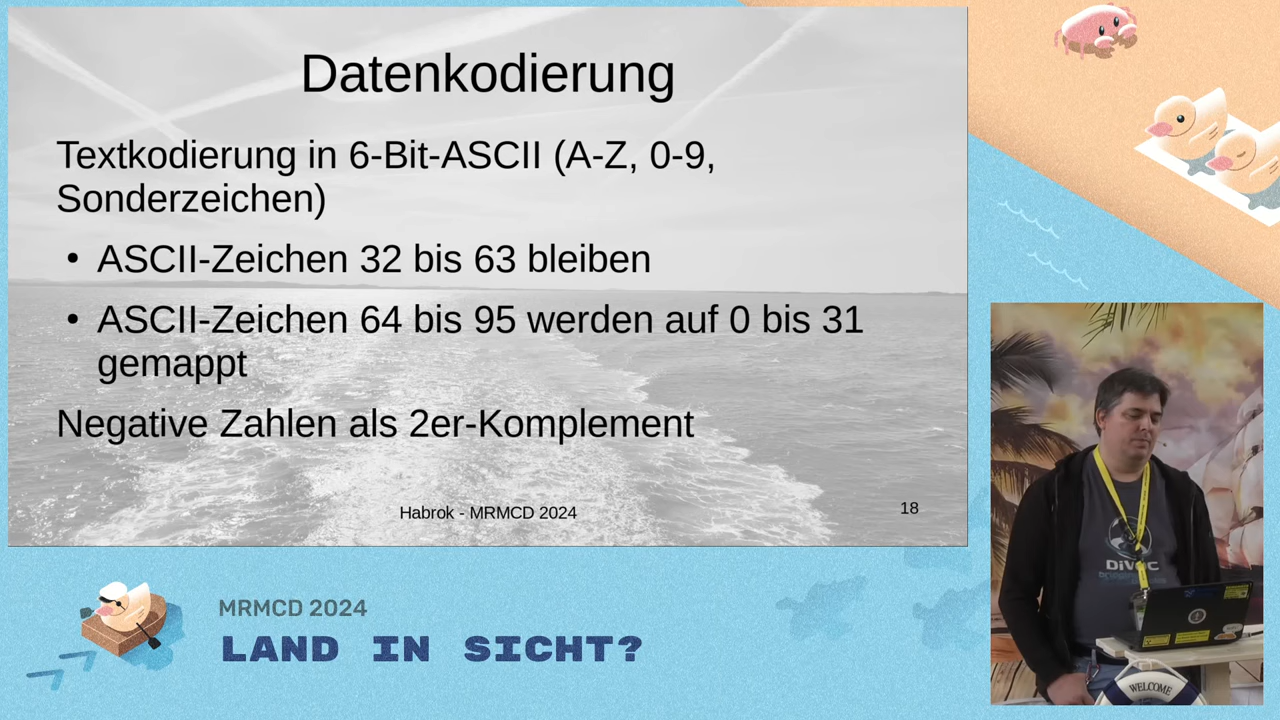 Datenkodierung
Textkodierung in 6-Bit-ASCII (A-Z, 0-9,
Sonderzeichen)
• ASCII-Zeichen 32 bis 63 bleiben
• ASCII-Zeichen 64 bis 95 werden auf 0 bis 31
gemappt
Negative Zahlen als 2er-Komplement
Habrok - MRMCD 2024
18
MRMCD 2024
LAND IN SICHT?
WELCOME